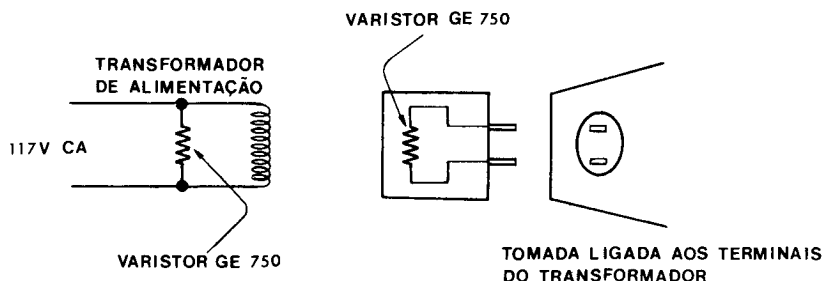 VARISTOR GE 750
TRANSFORMADOR
DE ALIMENTAÇÃO
117V CA
VARISTOR GE 750
TOMADA LIGADA AOS TERMINAIS
DO TRANSFORMADOR